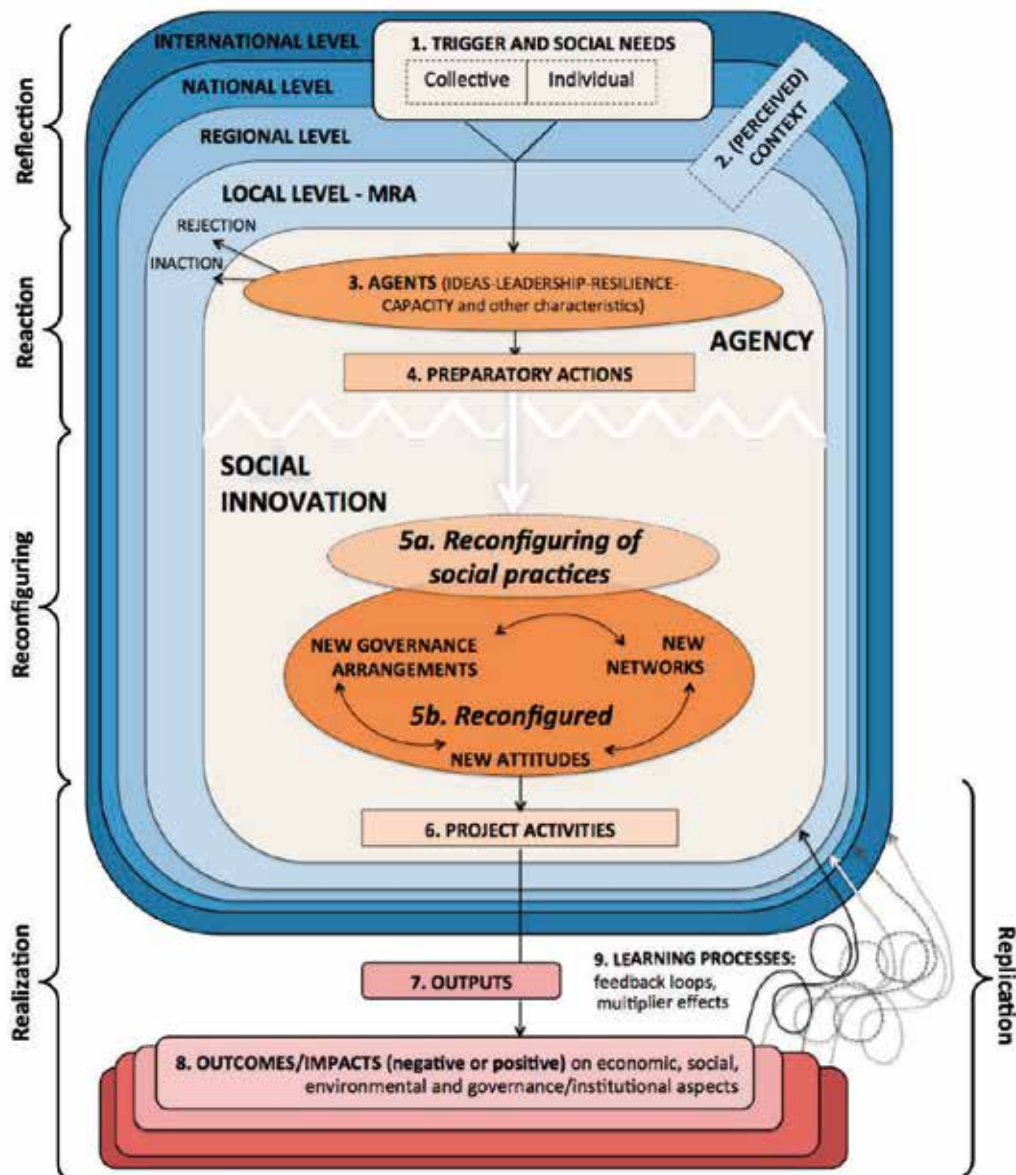 INTERNATIONAL LEVEL
1. TRIGGER AND SOCIAL NEEDS
Collective
Individual
NATIONAL LEVEL
2. (PERCEIVED)
CONTEXT
REGIONAL LEVEL
LOCAL LEVEL - MRA
Reflection
REJECTION
INACTION
3. AGENTS (IDEAS-LEADERSHIP-RESILIENCE-
CAPACITY and other characteristics)
AGENCY
Reaction
4. PREPARATORY ACTIONS
SOCIAL
INNOVATION
5a. Reconfiguring of
social practices
Reconfiguring
NEW GOVERNANCE
ARRANGEMENTS
NEW
NETWORKS
5b. Reconfigured
NEW ATTITUDES
6. PROJECT ACTIVITIES
Realization
7. OUTPUTS
9. LEARNING PROCESSES:
feedback loops,
multiplier effects
Replication
8. OUTCOMES/IMPACTS (negative or positive) on economic, social,
environmental and governance/institutional aspects